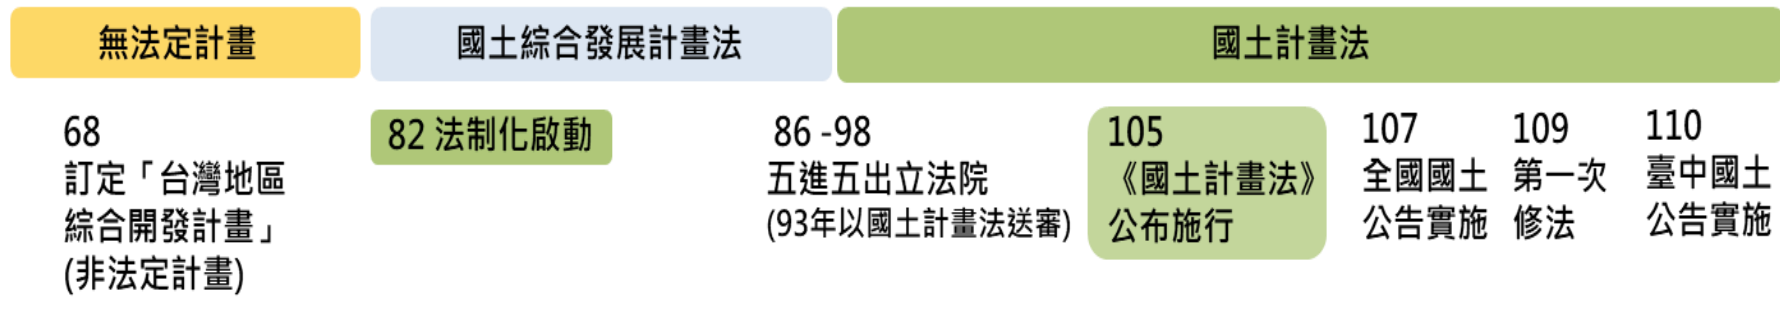 無法定計畫
國土綜合發展計畫法
國土計畫法
68
訂定「台灣地區
綜合開發計畫」
(非法定計畫)
82 法制化啟動
86 -98
五進五出立法院
(93年以國土計畫法送審)
105
《國土計畫法》
公布施行
107
全國國土
公告實施
109
第一次
修法
110
臺中國土
公告實施